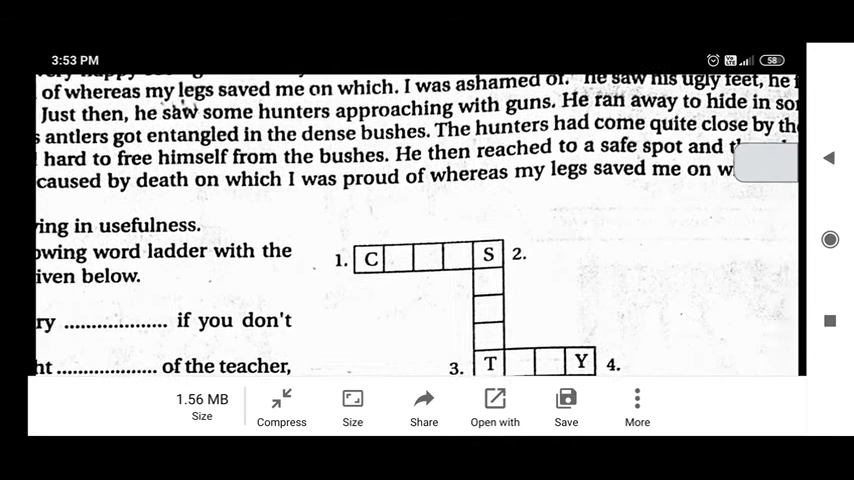 3:53 PM
58
of whereas my legs saved me on which. I was ashamed of. he saw his ugly feet, he
Just then, he saw some hunters approaching with guns. He ran away to hide in
antlers got entangled in the dense bushes. The hunters had come quite close by
hard to free himself from the bushes. He then reached to a safe spot and
caused by death on which I was proud of whereas my legs saved me on
ing in usefulness.
owing word ladder with the
iven below.
1. C S 2.
ry .................. if you don't
ht .................. of the teacher,
3. T Y 4.
1.56 MB
Size
Compress
Size
Share
Open with
Save
More